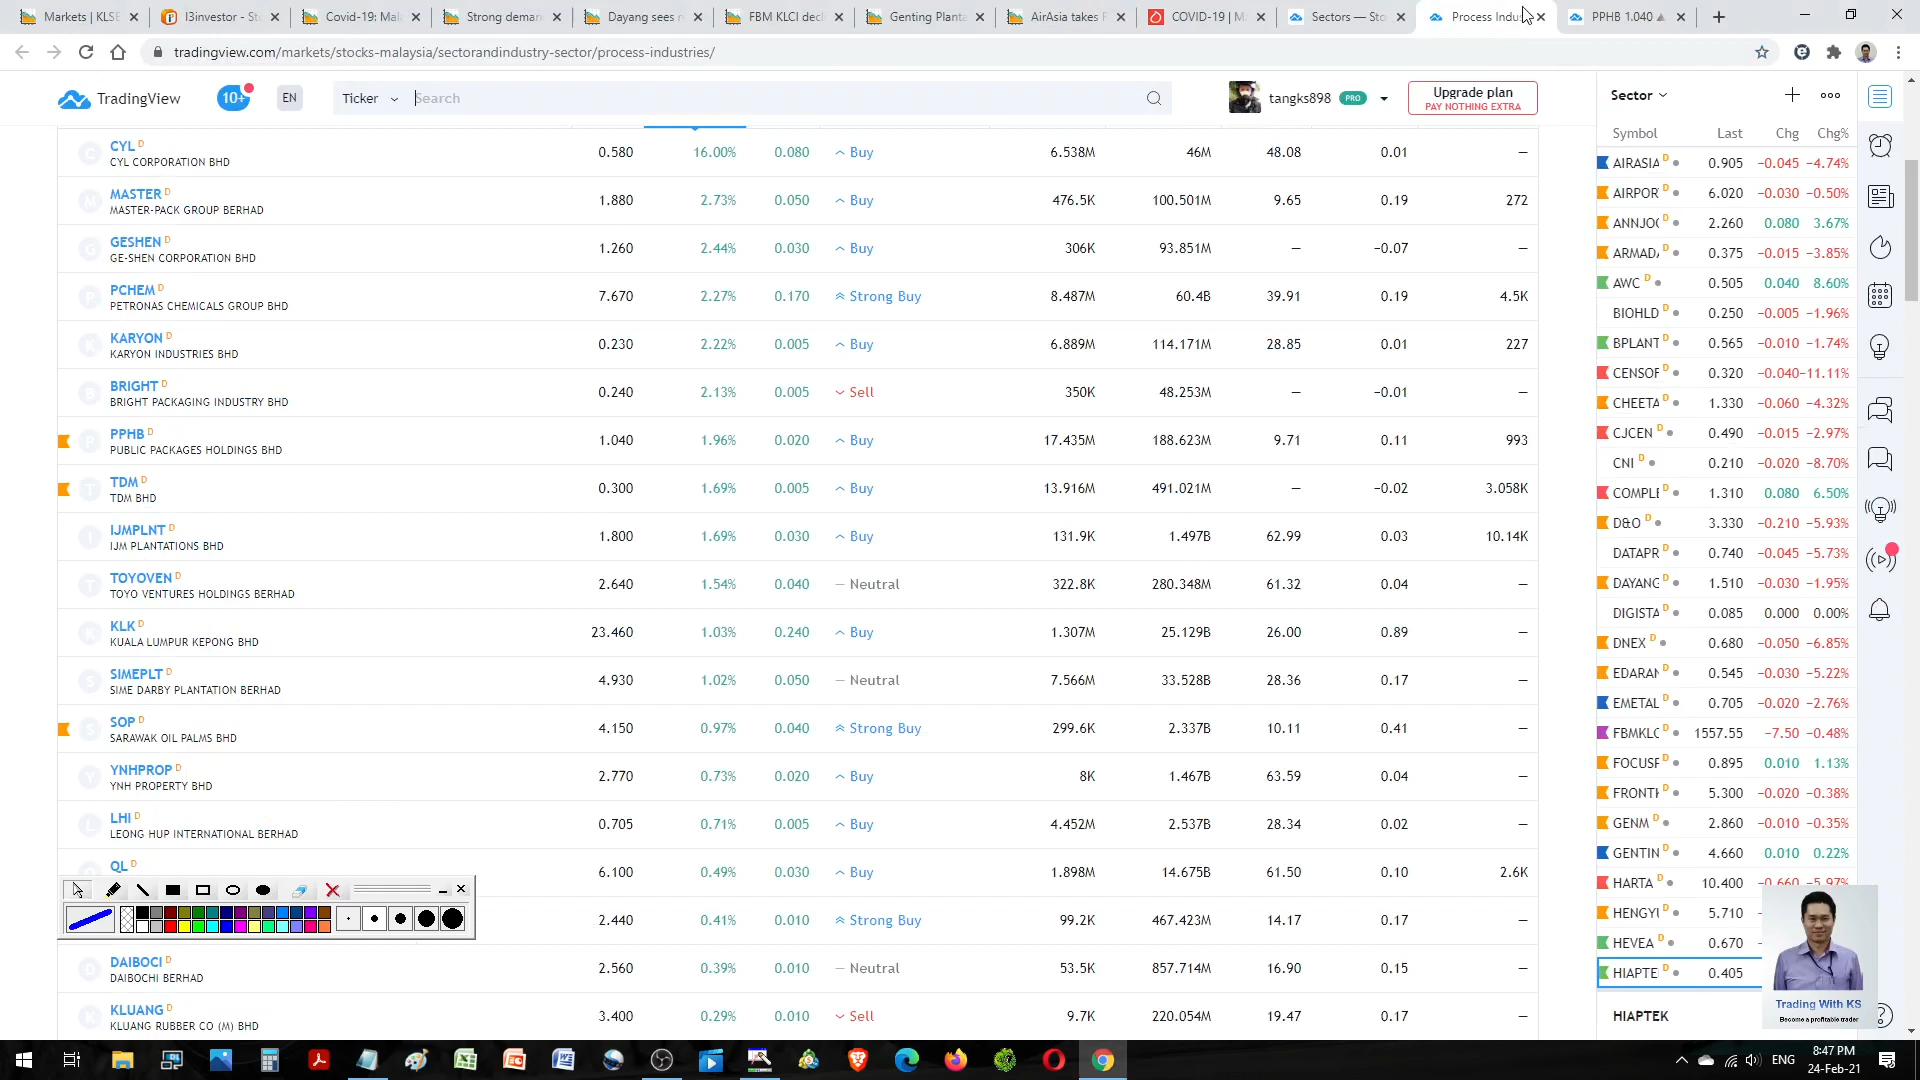 Markets | KLSE
I3investor - St
Covid-19: Mal
Strong deman
Dayang sees r
FBM KLCI decl
Genting Planta
AirAsia takes F
COVID-19 | M
Sectors — Sto
Process Indus
PPHB 1.040
tradingview.com/markets/stocks-malaysia/sectorandindustry-sector/process-industries/
TradingView 10+ EN Ticker Search tangks898 PRO Upgrade plan
PAY NOTHING EXTRA
CYL D 0.580 16.00% 0.080 Buy 6.538M 46M 48.08 0.01 —
CYL CORPORATION BHD
MASTER D 1.880 2.73% 0.050 Buy 476.5K 100.501M 9.65 0.19 272
MASTER-PACK GROUP BERHAD
GESHEN D 1.260 2.44% 0.030 Buy 306K 93.851M — −0.07 —
GE-SHEN CORPORATION BHD
PCHEM D 7.670 2.27% 0.170 Strong Buy 8.487M 60.4B 39.91 0.19 4.5K
PETRONAS CHEMICALS GROUP BHD
KARYON D 0.230 2.22% 0.005 Buy 6.889M 114.171M 28.85 0.01 227
KARYON INDUSTRIES BHD
BRIGHT D 0.240 2.13% 0.005 Sell 350K 48.253M — −0.01 —
BRIGHT PACKAGING INDUSTRY BHD
PPHB D 1.040 1.96% 0.020 Buy 17.435M 188.623M 9.71 0.11 993
PUBLIC PACKAGES HOLDINGS BHD
TDM D 0.300 1.69% 0.005 Buy 13.916M 491.021M — −0.02 3.058K
TDM BHD
IJMPLNT D 1.800 1.69% 0.030 Buy 131.9K 1.497B 62.99 0.03 10.14K
IJM PLANTATIONS BHD
TOYOVEN D 2.640 1.54% 0.040 Neutral 322.8K 280.348M 61.32 0.04 —
TOYO VENTURES HOLDINGS BERHAD
KLK D 23.460 1.03% 0.240 Buy 1.307M 25.129B 26.00 0.89 —
KUALA LUMPUR KEPONG BHD
SIMEPLT D 4.930 1.02% 0.050 Neutral 7.566M 33.528B 28.36 0.17 —
SIME DARBY PLANTATION BERHAD
SOP D 4.150 0.97% 0.040 Strong Buy 299.6K 2.337B 10.11 0.41 —
SARAWAK OIL PALMS BHD
YNHPROP D 2.770 0.73% 0.020 Buy 8K 1.467B 63.59 0.04 —
YNH PROPERTY BHD
LHI D 0.705 0.71% 0.005 Buy 4.452M 2.537B 28.34 0.02 —
LEONG HUP INTERNATIONAL BERHAD
QL D 6.100 0.49% 0.030 Buy 1.898M 14.675B 61.50 0.10 2.6K
2.440 0.41% 0.010 Strong Buy 99.2K 467.423M 14.17 0.17 —
DAIBOCI D 2.560 0.39% 0.010 Neutral 53.5K 857.714M 16.90 0.15 —
DAIBOCHI BERHAD
KLUANG D 3.400 0.29% 0.010 Sell 9.7K 220.054M 19.47 0.17 —
KLUANG RUBBER CO (M) BHD
Sector
Symbol Last Chg Chg%
AIRASIA D 0.905 −0.045 −4.74%
AIRPOR D 6.020 −0.030 −0.50%
ANNJOO D 2.260 0.080 3.67%
ARMADA D 0.375 −0.015 −3.85%
AWC D 0.505 0.040 8.60%
BIOHLD D 0.250 −0.005 −1.96%
BPLANT D 0.565 −0.010 −1.74%
CENSOF D 0.320 −0.040 −11.11%
CHEETA D 1.330 −0.060 −4.32%
CJCEN D 0.490 −0.015 −2.97%
CNI D 0.210 −0.020 −8.70%
COMPLE D 1.310 0.080 6.50%
D&O D 3.330 −0.210 −5.93%
DATAPR D 0.740 −0.045 −5.73%
DAYANG D 1.510 −0.030 −1.95%
DIGISTA D 0.085 0.000 0.00%
DNEX D 0.680 −0.050 −6.85%
EDARAN D 0.545 −0.030 −5.22%
EMETAL D 0.705 −0.020 −2.76%
FBMKLC D 1557.55 −7.50 −0.48%
FOCUSF D 0.895 0.010 1.13%
FRONTK D 5.300 −0.020 −0.38%
GENM D 2.860 −0.010 −0.35%
GENTIN D 4.660 0.010 0.22%
HARTA D 10.400 −0.660 −5.97%
HENGYU D 5.710
HEVEA D 0.670
HIAPTE D 0.405
HIAPTEK
Trading With KS
Become a profitable trader
ENG 8:47 PM
24-Feb-21